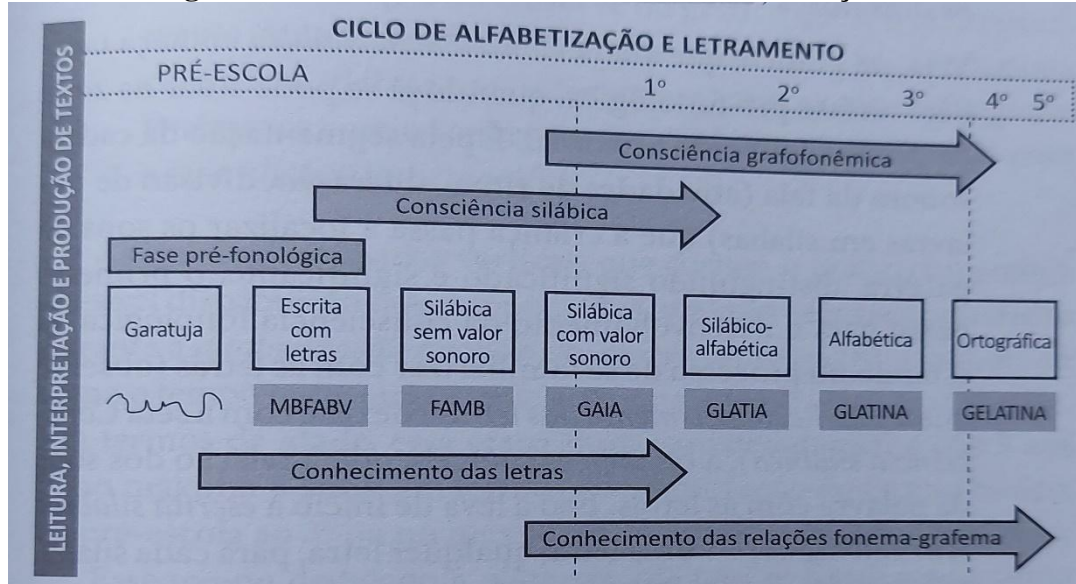 CICLO DE ALFABETIZAÇÃO E LETRAMENTO
LEITURA, INTERPRETAÇÃO E PRODUÇÃO DE TEXTOS
PRÉ-ESCOLA 1º 2º 3º 4º 5º
Consciência grafofonêmica
Consciência silábica
Fase pré-fonológica
Garatuja
Escrita
com
letras
Silábica
sem valor
sonoro
Silábica
com valor
sonoro
Silábico-
alfabética
Alfabética
Ortográfica
MBFABV FAMB GAIA GLATIA GLATINA GELATINA
Conhecimento das letras
Conhecimento das relações fonema-grafema